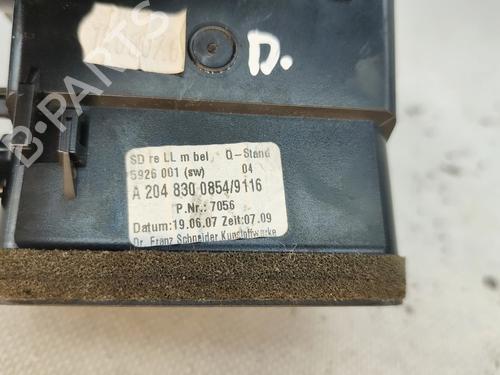 D.
B-PARTS
SD re LL m bel, Q-Stand
5926 001 (sw) 04
A 204 830 0854/9116
P.Nr.: 7056
Datum:19.06.07 Zeit:07.09
Dr. Franz Schneider Kunstoffwerke